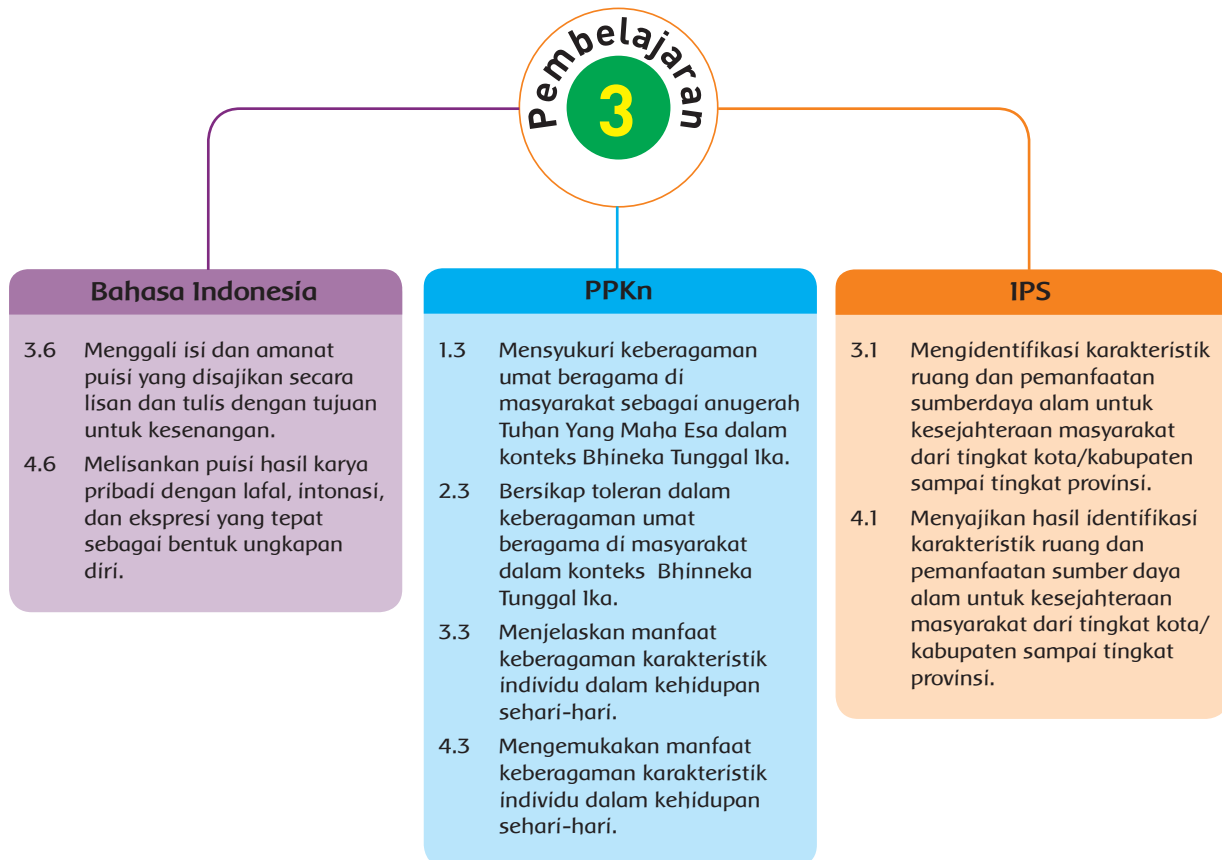 Pembelajaran
3
Bahasa Indonesia
3.6 Menggali isi dan amanat
puisi yang disajikan secara
lisan dan tulis dengan tujuan
untuk kesenangan.
4.6 Melisankan puisi hasil karya
pribadi dengan lafal, intonasi,
dan ekspresi yang tepat
sebagai bentuk ungkapan
diri.
PPKn
1.3 Mensyukuri keberagaman
umat beragama di
masyarakat sebagai anugerah
Tuhan Yang Maha Esa dalam
konteks Bhineka Tunggal Ika.
2.3 Bersikap toleran dalam
keberagaman umat
beragama di masyarakat
dalam konteks Bhinneka
Tunggal Ika.
3.3 Menjelaskan manfaat
keberagaman karakteristik
individu dalam kehidupan
sehari-hari.
4.3 Mengemukakan manfaat
keberagaman karakteristik
individu dalam kehidupan
sehari-hari.
IPS
3.1 Mengidentifikasi karakteristik
ruang dan pemanfaatan
sumberdaya alam untuk
kesejahteraan masyarakat
dari tingkat kota/kabupaten
sampai tingkat provinsi.
4.1 Menyajikan hasil identifikasi
karakteristik ruang dan
pemanfaatan sumber daya
alam untuk kesejahteraan
masyarakat dari tingkat kota/
kabupaten sampai tingkat
provinsi.